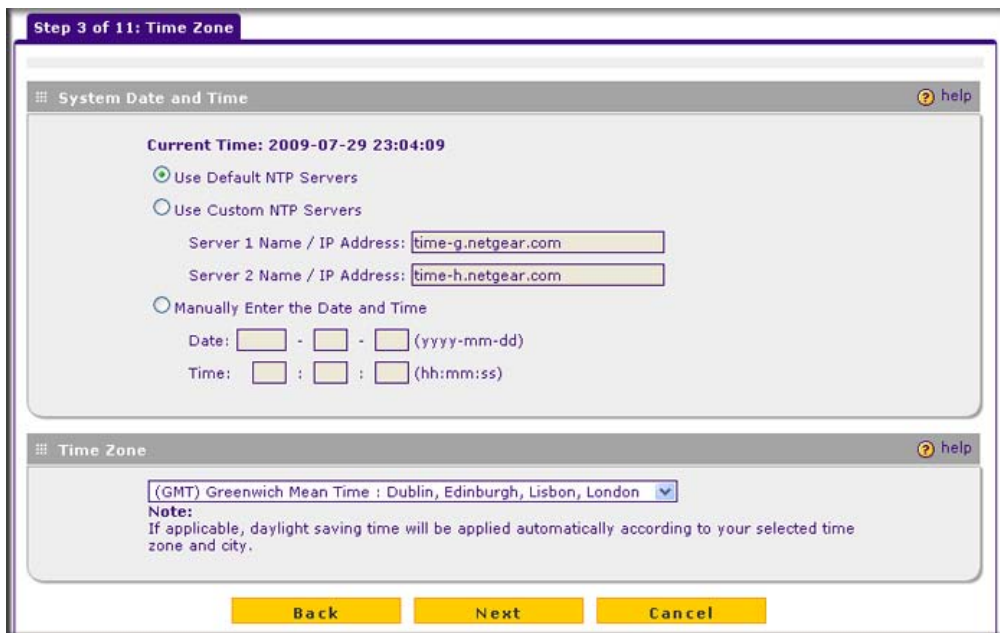 Step 3 of 11: Time Zone
System Date and Time
? help
Current Time: 2009-07-29 23:04:09
Use Default NTP Servers
Use Custom NTP Servers
Server 1 Name / IP Address: time-g.netgear.com
Server 2 Name / IP Address: time-h.netgear.com
Manually Enter the Date and Time
Date: - - (yyyy-mm-dd)
Time: : : (hh:mm:ss)
Time Zone
? help
(GMT) Greenwich Mean Time : Dublin, Edinburgh, Lisbon, London
Note:
If applicable, daylight saving time will be applied automatically according to your selected time
zone and city.
Back Next Cancel